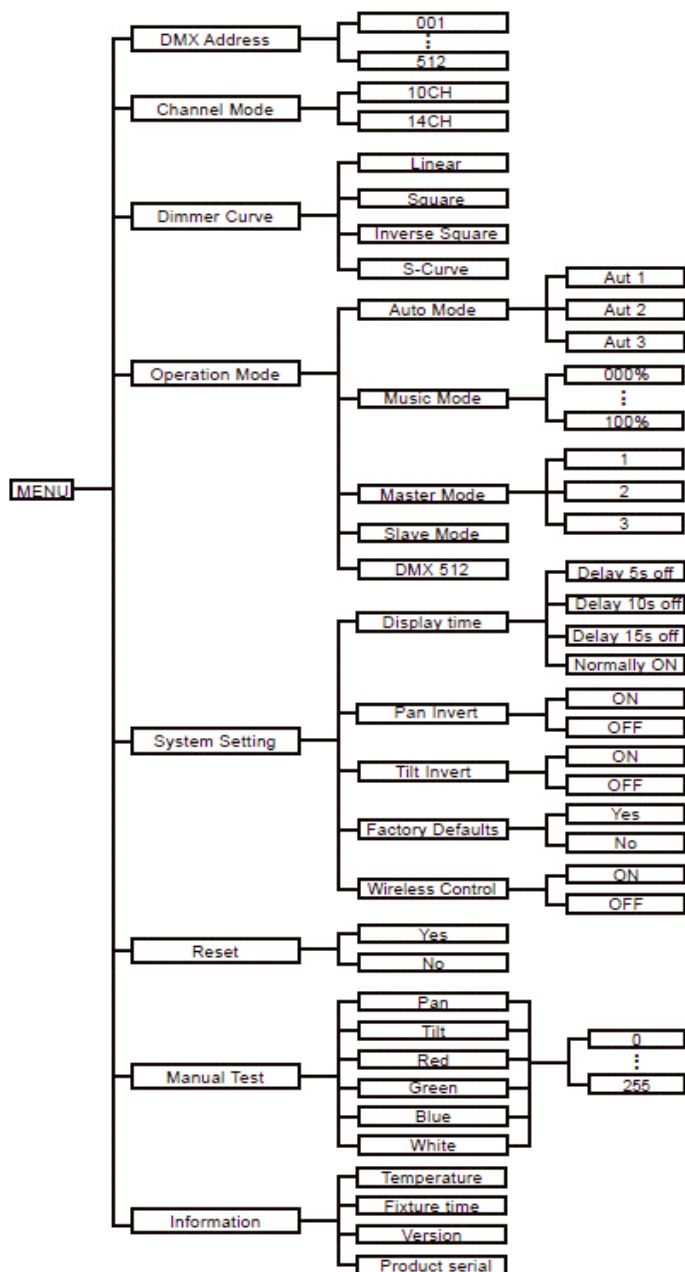 MENU
DMX Address
001
512
Channel Mode
10CH
14CH
Dimmer Curve
Linear
Square
Inverse Square
S-Curve
Operation Mode
Auto Mode
Aut 1
Aut 2
Aut 3
Music Mode
000%
100%
Master Mode
1
2
3
Slave Mode
DMX 512
System Setting
Display time
Delay 5s off
Delay 10s off
Delay 15s off
Normally ON
Pan Invert
ON
OFF
Tilt Invert
ON
OFF
Factory Defaults
Yes
No
Wireless Control
ON
OFF
Reset
Yes
No
Manual Test
Pan
Tilt
Red
Green
Blue
White
0
255
Information
Temperature
Fixture time
Version
Product serial